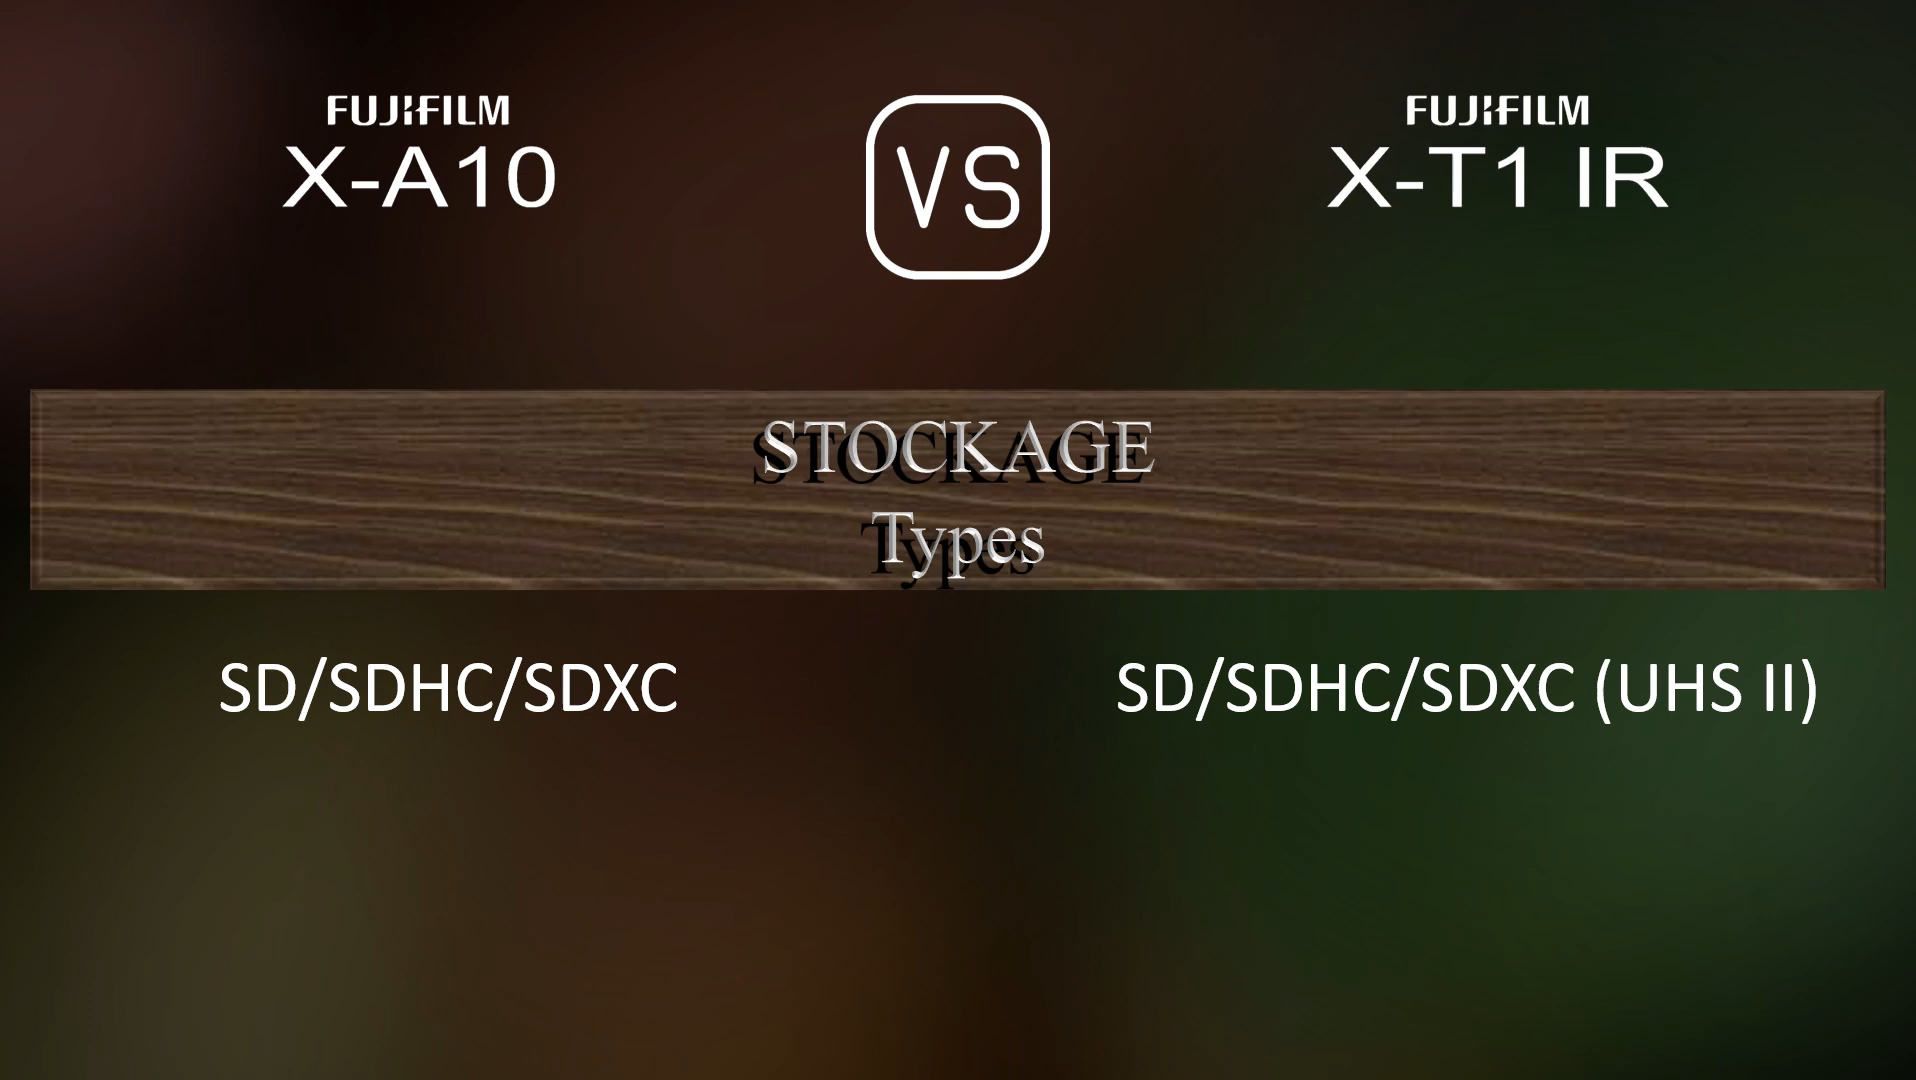 FUJIFILM
X-A10
VS
FUJIFILM
X-T1 IR
STOCKAGE
Types
SD/SDHC/SDXC
SD/SDHC/SDXC (UHS II)